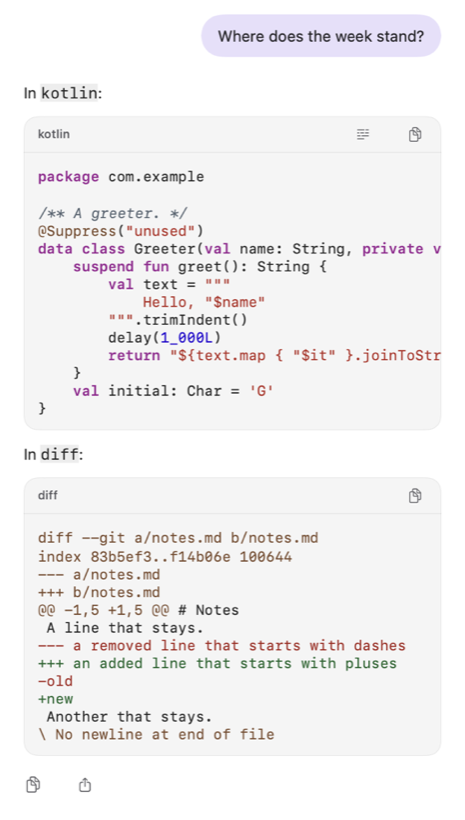 Where does the week stand?
In kotlin:
kotlin
package com.example
/** A greeter. */
@Suppress("unused")
data class Greeter(val name: String, private v
    suspend fun greet(): String {
        val text = """
            Hello, "$name"
        """.trimIndent()
        delay(1_000L)
        return "${text.map { "$it" }.joinToStr
    }
    val initial: Char = 'G'
}
In diff:
diff
diff --git a/notes.md b/notes.md
index 83b5ef3..f14b06e 100644
--- a/notes.md
+++ b/notes.md
@@ -1,5 +1,5 @@ # Notes
 A line that stays.
--- a removed line that starts with dashes
+++ an added line that starts with pluses
-old
+new
 Another that stays.
\ No newline at end of file